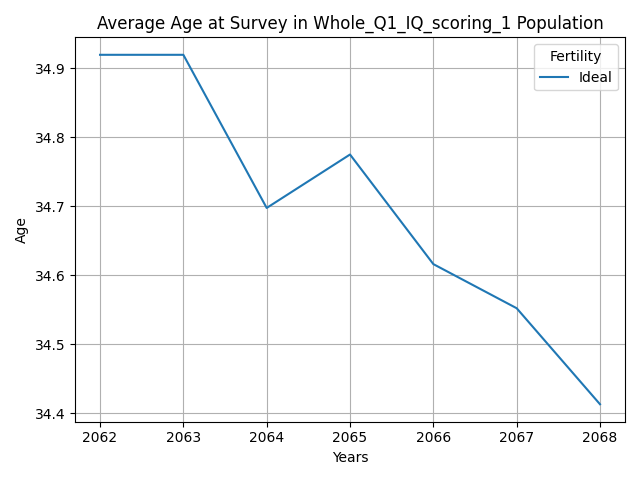 Average Age at Survey in Whole_Q1_IQ_scoring_1 Population
Fertility
Ideal
Age
34.9
34.8
34.7
34.6
34.5
34.4
2062 2063 2064 2065 2066 2067 2068
Years